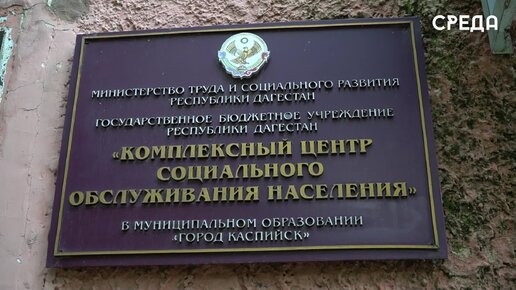 СРЕДА
МИНИСТЕРСТВО ТРУДА И СОЦИАЛЬНОГО РАЗВИТИЯ
РЕСПУБЛИКИ ДАГЕСТАН
ГОСУДАРСТВЕННОЕ БЮДЖЕТНОЕ УЧРЕЖДЕНИЕ
РЕСПУБЛИКИ ДАГЕСТАН
«КОМПЛЕКСНЫЙ ЦЕНТР
СОЦИАЛЬНОГО
ОБСЛУЖИВАНИЯ НАСЕЛЕНИЯ»
В МУНИЦИПАЛЬНОМ ОБРАЗОВАНИИ
«ГОРОД КАСПИЙСК»